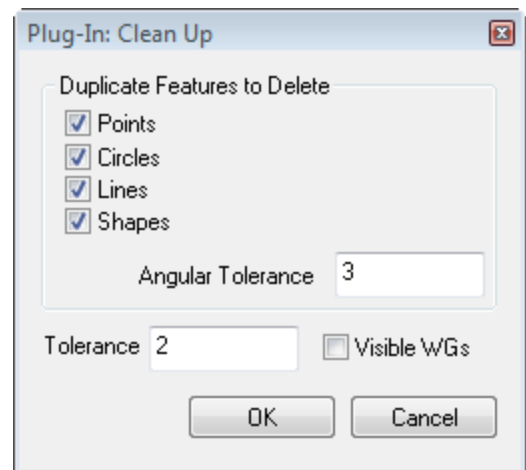 Plug-In: Clean Up
Duplicate Features to Delete
Points
Circles
Lines
Shapes
Angular Tolerance 3
Tolerance 2 Visible WGs
OK Cancel